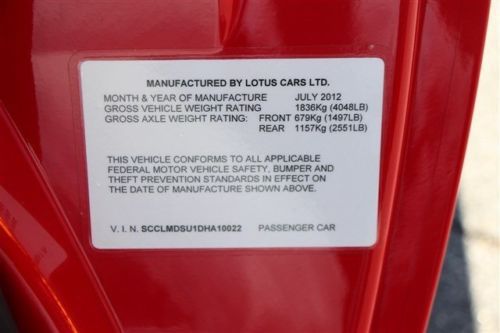 MANUFACTURED BY LOTUS CARS LTD.
MONTH & YEAR OF MANUFACTURE JULY 2012
GROSS VEHICLE WEIGHT RATING 1836Kg (4048LB)
GROSS AXLE WEIGHT RATING: FRONT 679Kg (1497LB)
REAR 1157Kg (2551LB)
THIS VEHICLE CONFORMS TO ALL APPLICABLE
FEDERAL MOTOR VEHICLE SAFETY, BUMPER AND
THEFT PREVENTION STANDARDS IN EFFECT ON
THE DATE OF MANUFACTURE SHOWN ABOVE.
V. I. N. SCCLMDSU1DHA10022 PASSENGER CAR